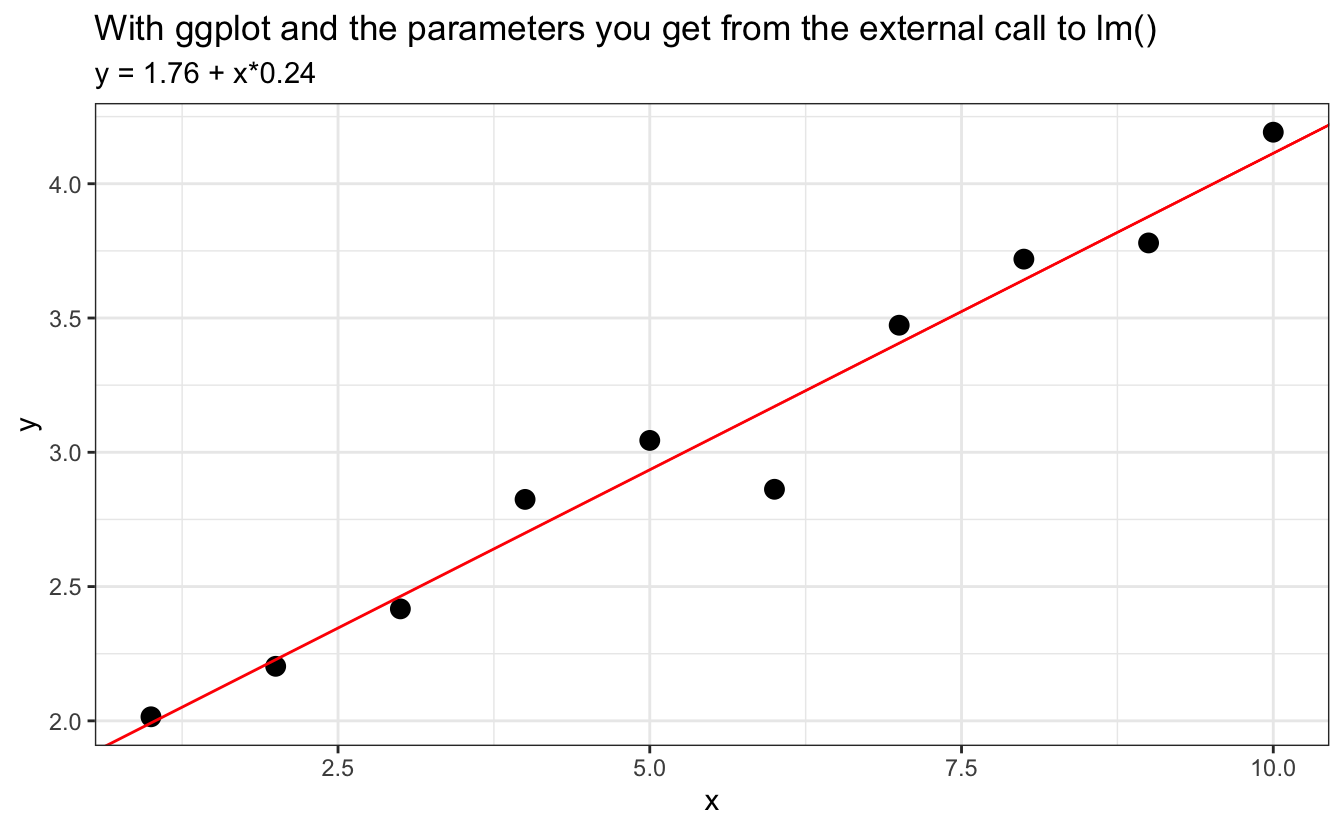 With ggplot and the parameters you get from the external call to lm()
y = 1.76 + x*0.24
4.0
3.5
3.0
2.5
2.0
y
2.5 5.0 7.5 10.0
x